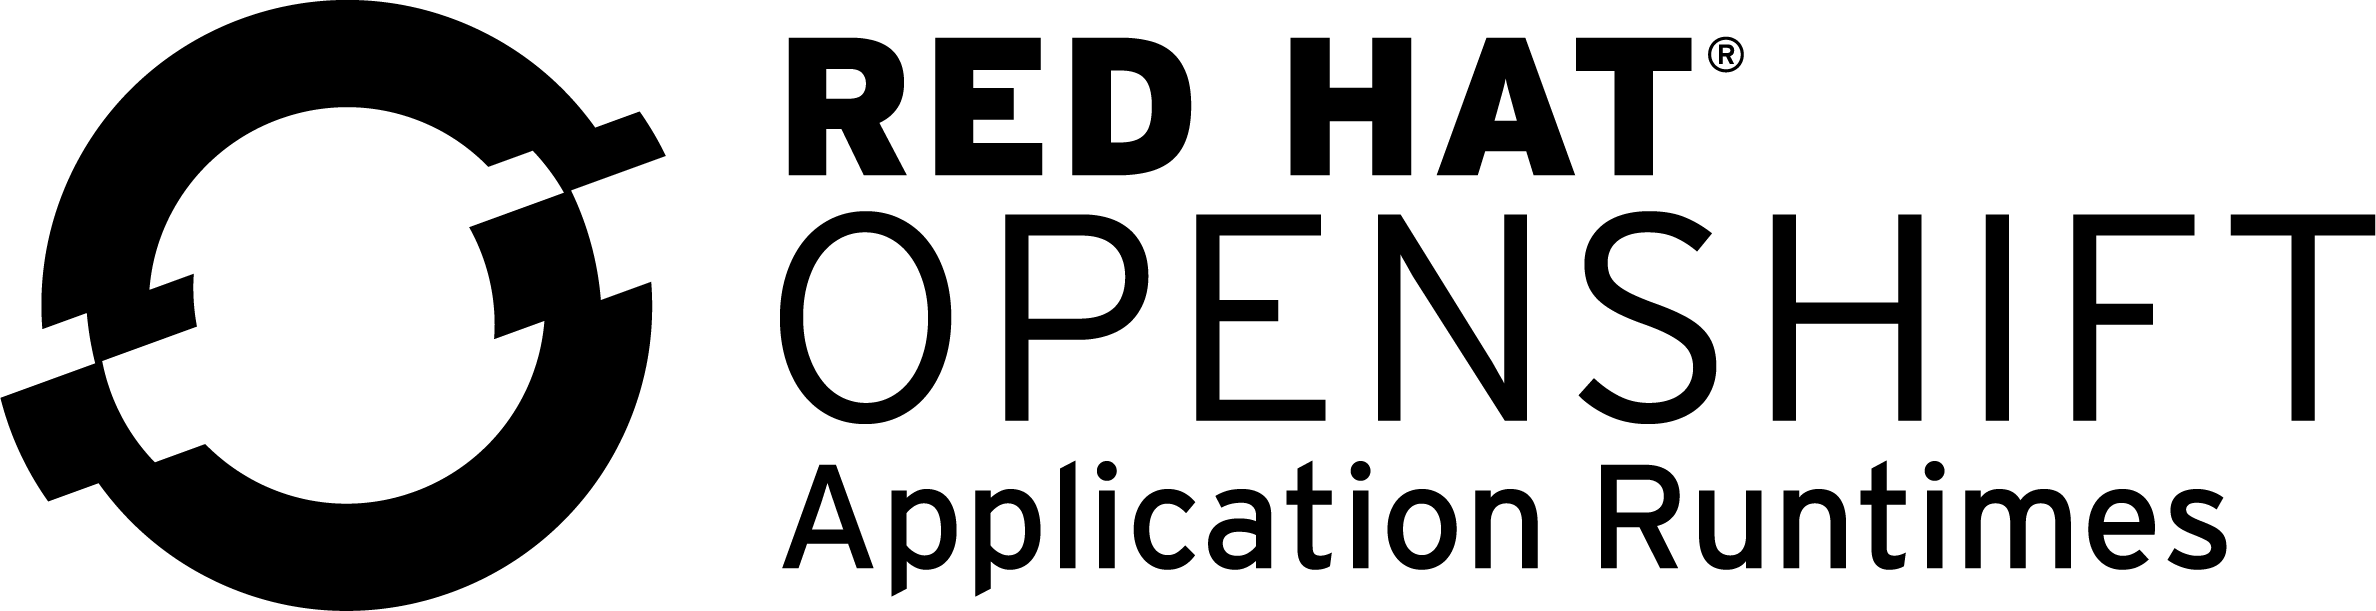 RED HAT®
OPENSHIFT
Application Runtimes